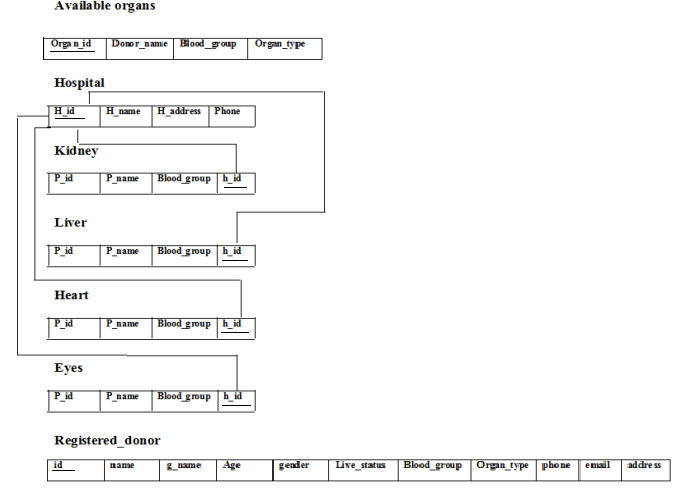 Available organs
Organ_id Donor_name Blood_group Organ_type
Hospital
H_id H_name H_address Phone
Kidney
P_id P_name Blood_group h_id
Liver
P_id P_name Blood_group h_id
Heart
P_id P_name Blood_group h_id
Eyes
P_id P_name Blood_group h_id
Registered_donor
id name g_name Age gender Live_status Blood_group Organ_type phone email address